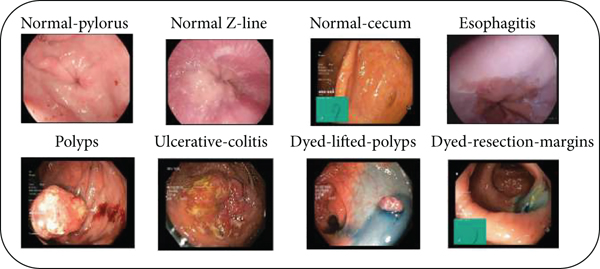 Normal-pylorus
Normal Z-line
Normal-cecum
Esophagitis
Polyps
Ulcerative-colitis
Dyed-lifted-polyps
Dyed-resection-margins